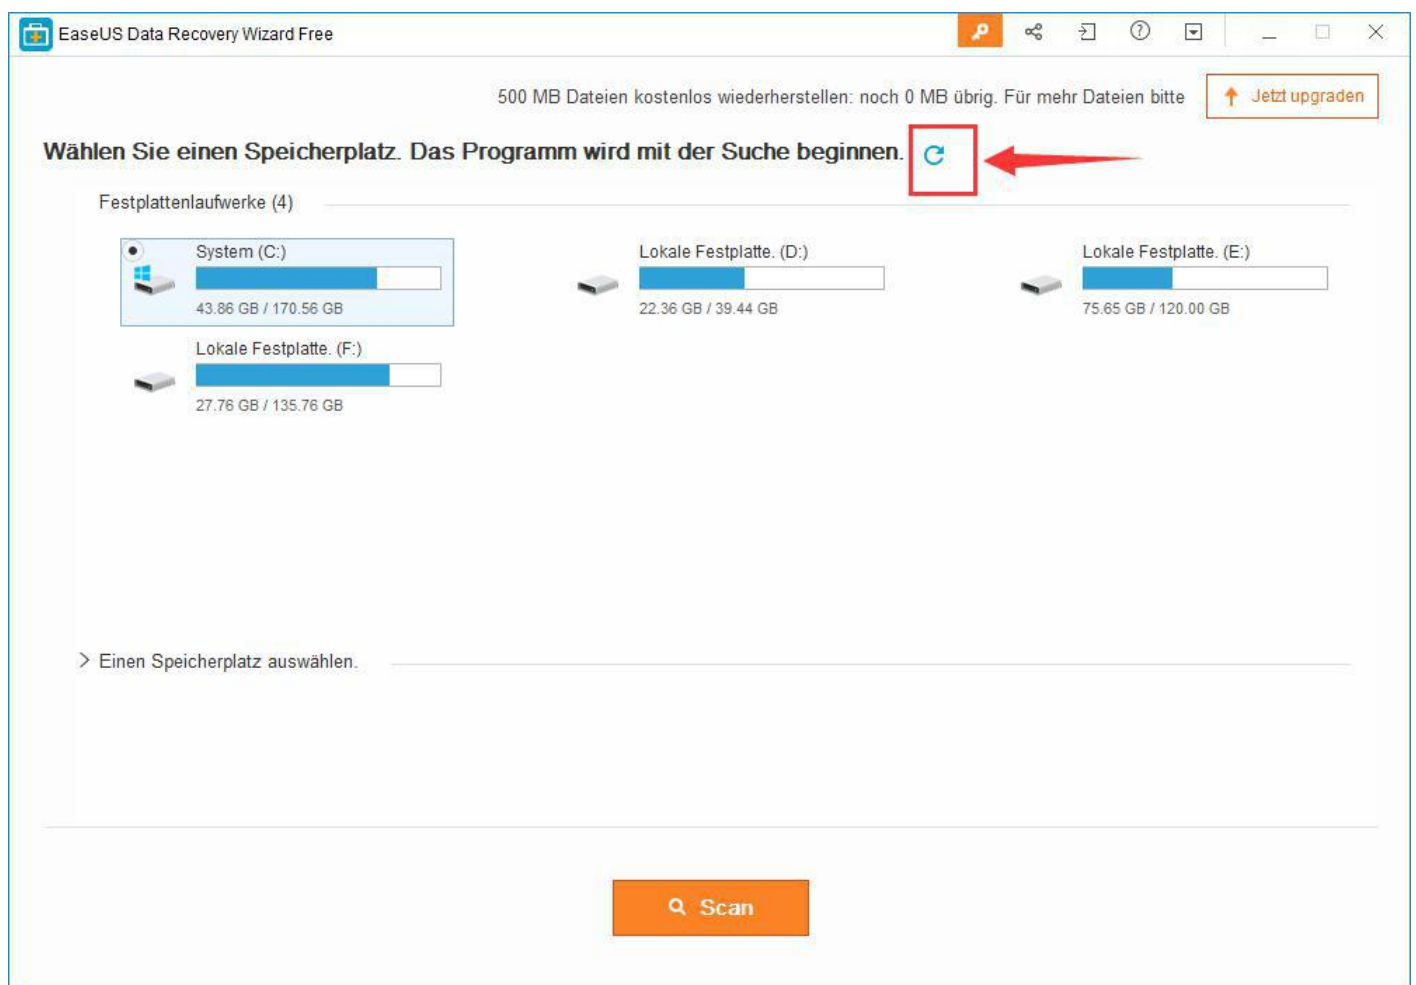 EaseUS Data Recovery Wizard Free
500 MB Dateien kostenlos wiederherstellen: noch 0 MB übrig. Für mehr Dateien bitte
Jetzt upgraden
Wählen Sie einen Speicherplatz. Das Programm wird mit der Suche beginnen.
Festplattenlaufwerke (4)
System (C:)
43.86 GB / 170.56 GB
Lokale Festplatte. (D:)
22.36 GB / 39.44 GB
Lokale Festplatte. (E:)
75.65 GB / 120.00 GB
Lokale Festplatte. (F:)
27.76 GB / 135.76 GB
Einen Speicherplatz auswählen.
Scan